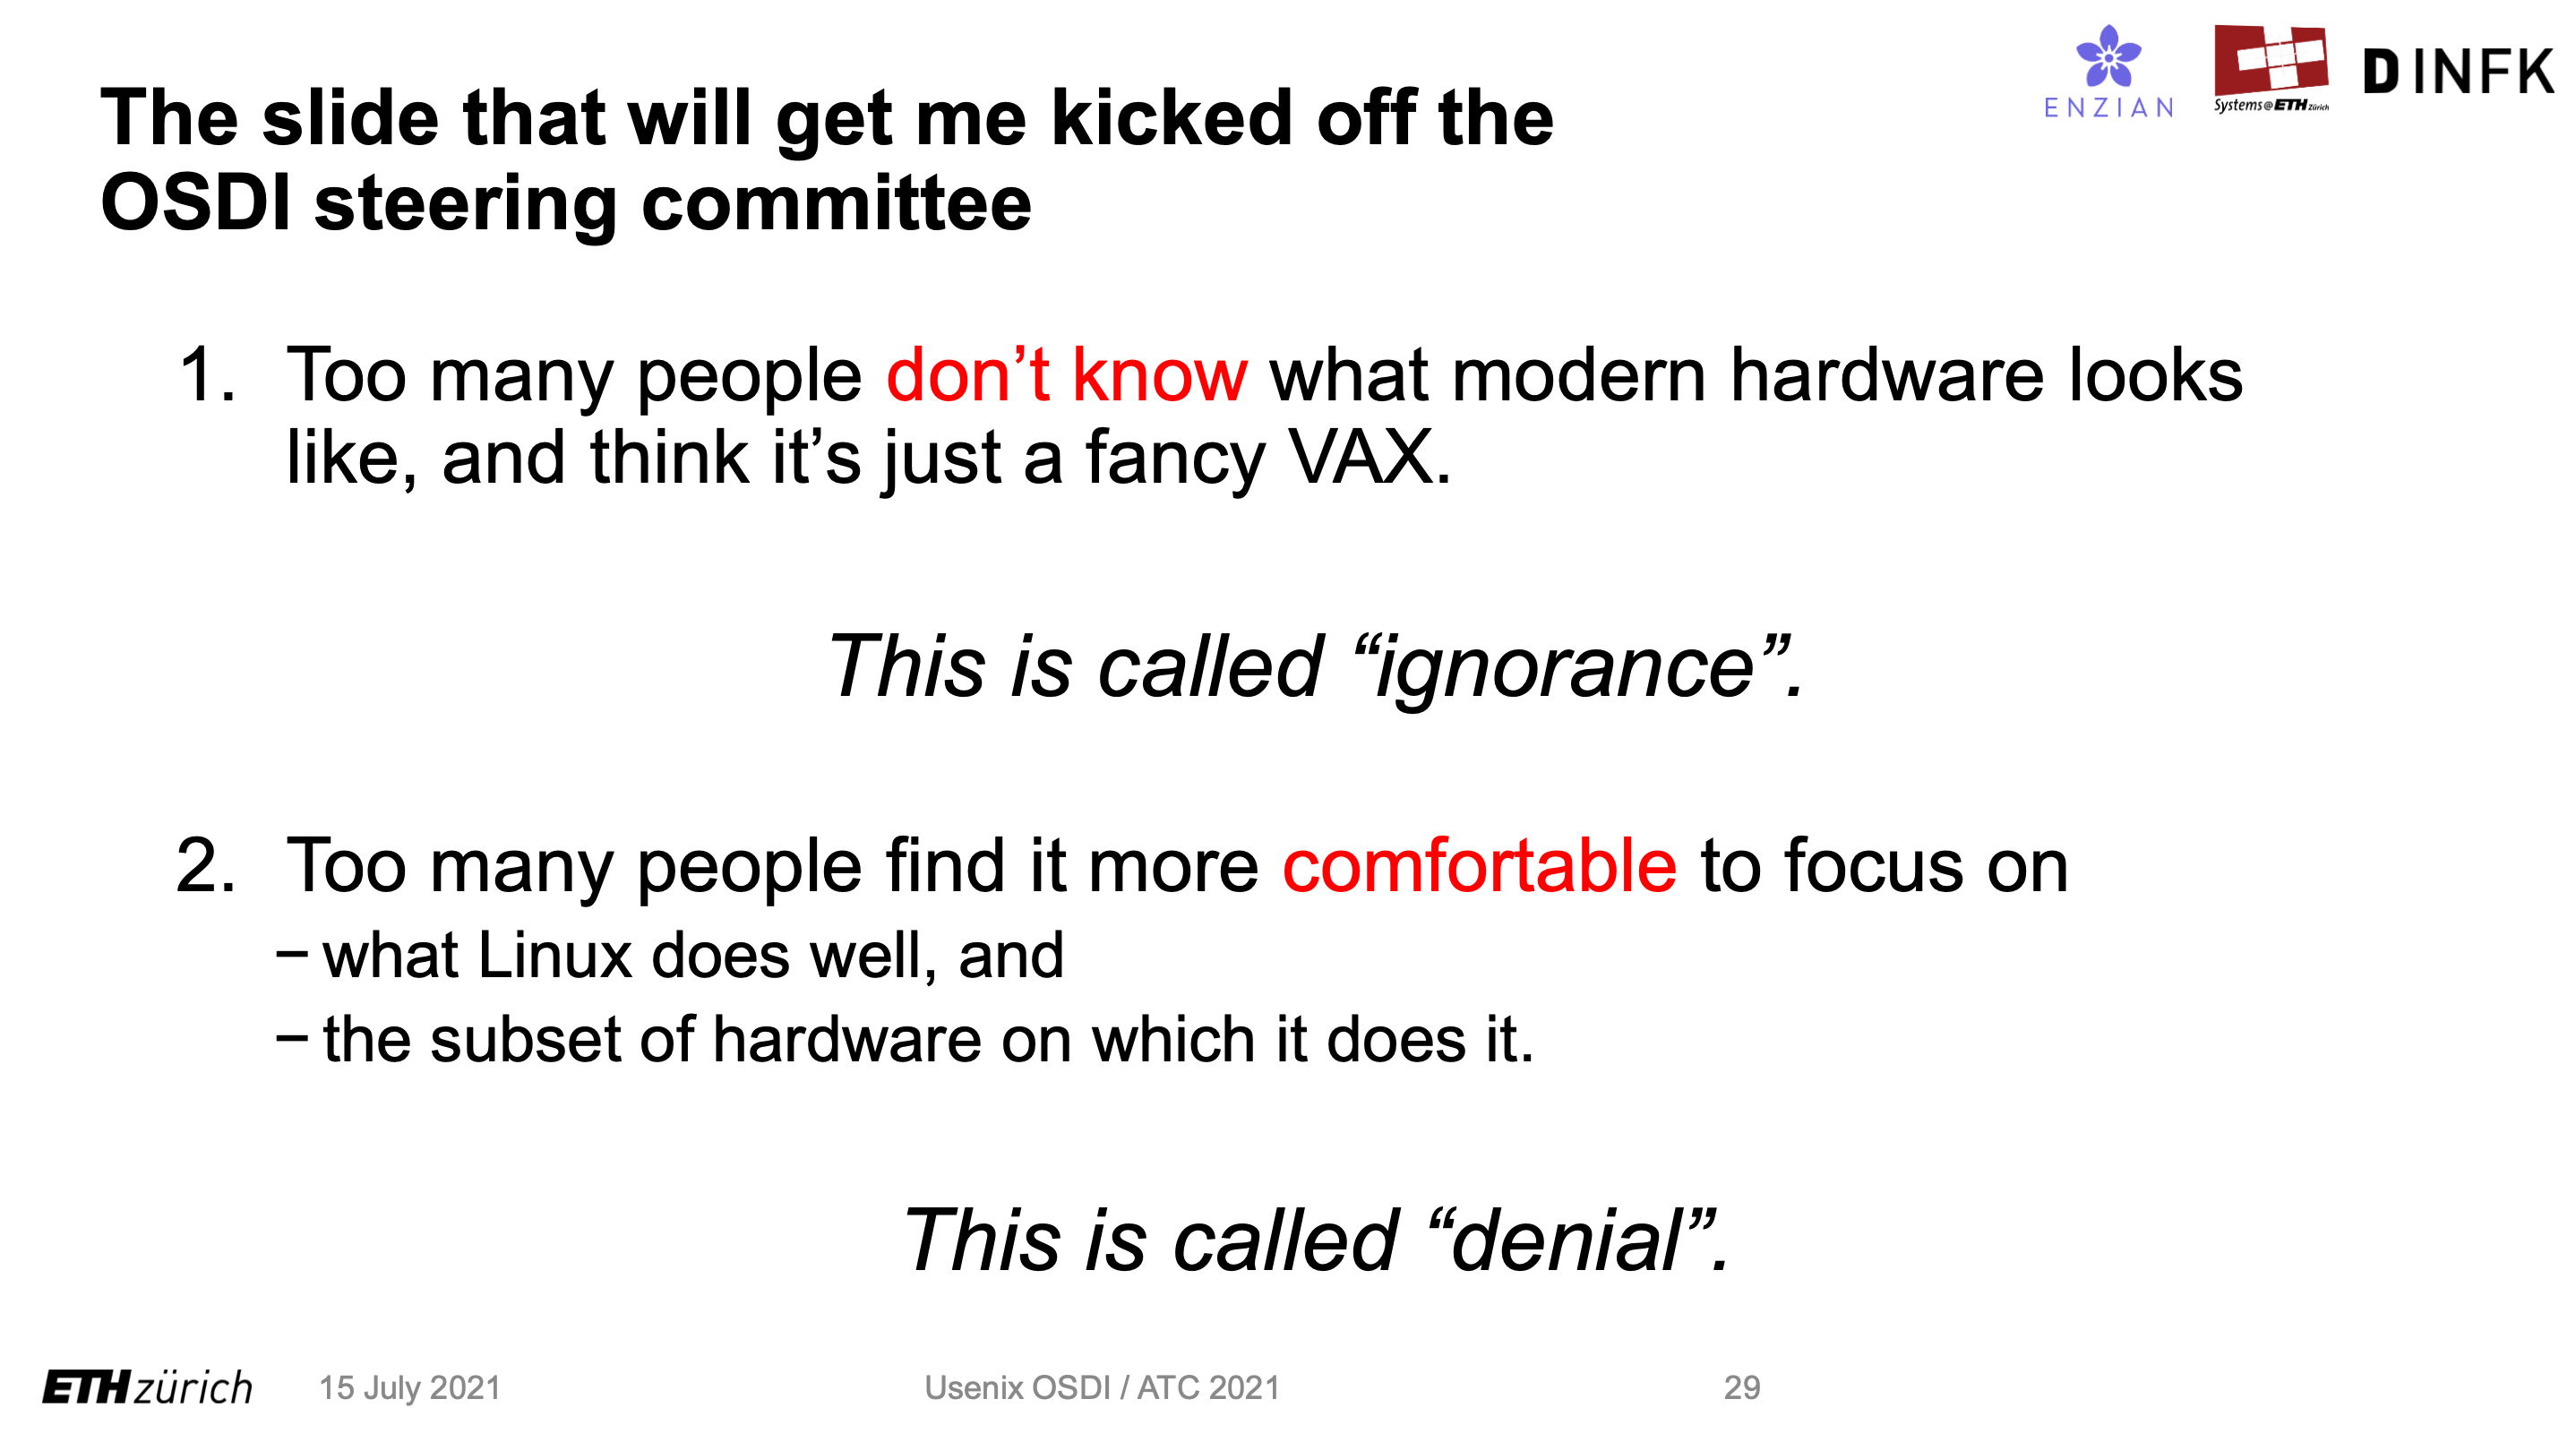 The slide that will get me kicked off the
OSDI steering committee
ENZIAN
Systems@ETH Zürich
DINFK
1. Too many people don’t know what modern hardware looks
like, and think it’s just a fancy VAX.
This is called “ignorance”.
2. Too many people find it more comfortable to focus on
– what Linux does well, and
– the subset of hardware on which it does it.
This is called “denial”.
ETH zürich
15 July 2021
Usenix OSDI / ATC 2021
29